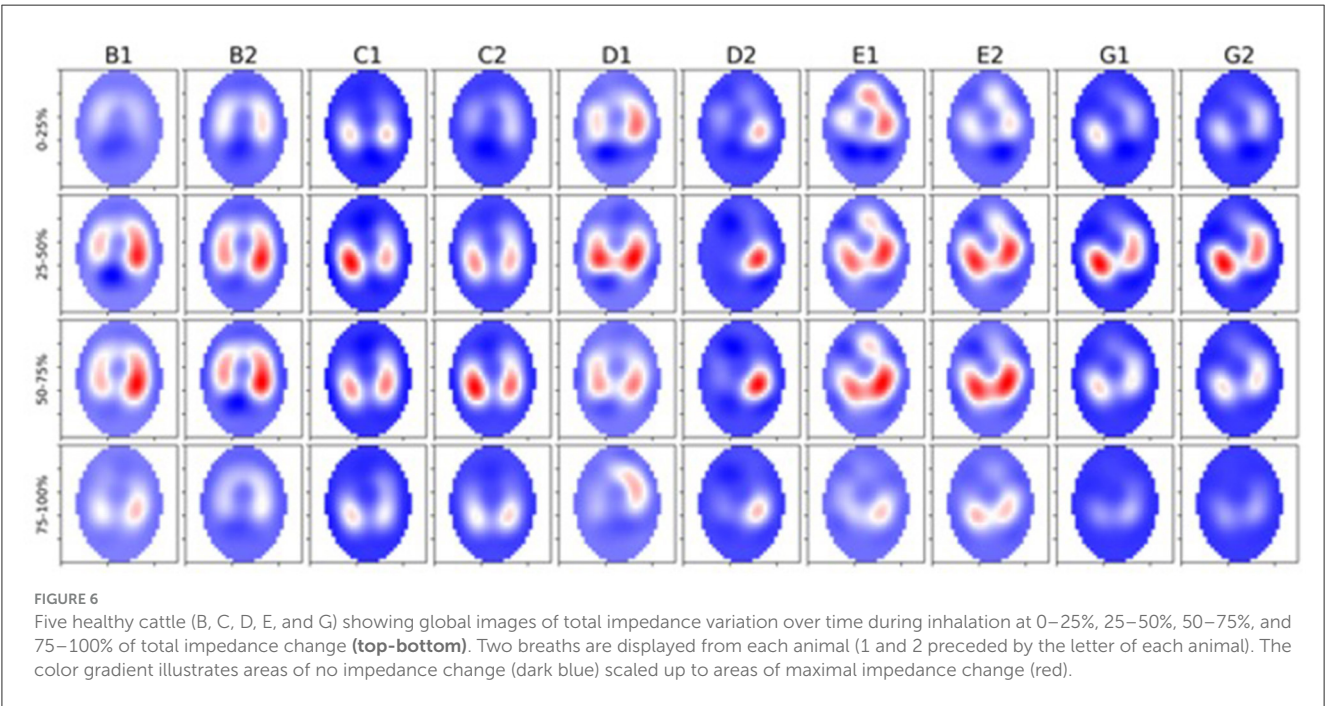 B1 B2 C1 C2 D1 D2 E1 E2 G1 G2
0-25%
25-50%
50-75%
75-100%
FIGURE 6
Five healthy cattle (B, C, D, E, and G) showing global images of total impedance variation over time during inhalation at 0–25%, 25–50%, 50–75%, and
75–100% of total impedance change (top-bottom). Two breaths are displayed from each animal (1 and 2 preceded by the letter of each animal). The
color gradient illustrates areas of no impedance change (dark blue) scaled up to areas of maximal impedance change (red).